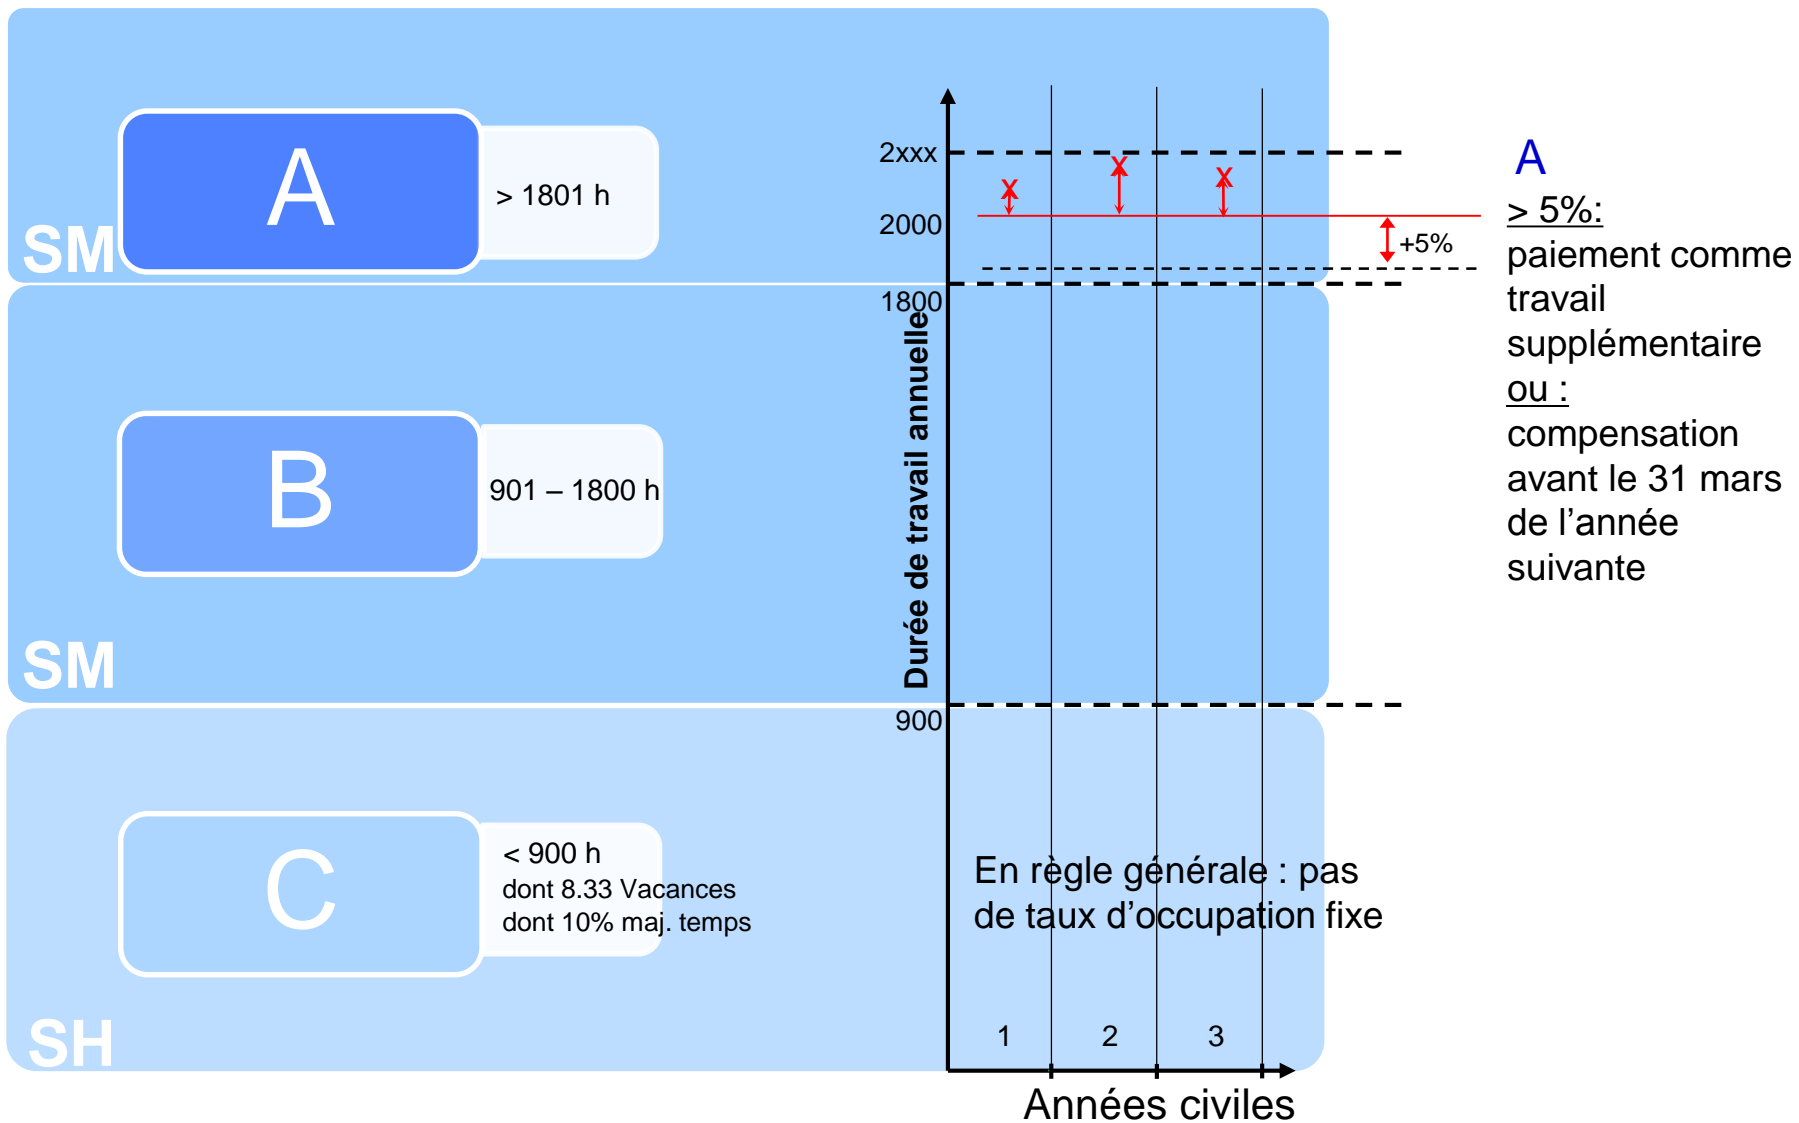 A
> 1801 h
SM
B
901 – 1800 h
SM
C
< 900 h
dont 8.33 Vacances
dont 10% maj. temps
SH
2xxx
2000
1800
900
Durée de travail annuelle
x
x
x
+5%
En règle générale : pas
de taux d’occupation fixe
1
2
3
Années civiles
A
> 5%:
paiement comme
travail
supplémentaire
ou :
compensation
avant le 31 mars
de l’année
suivante